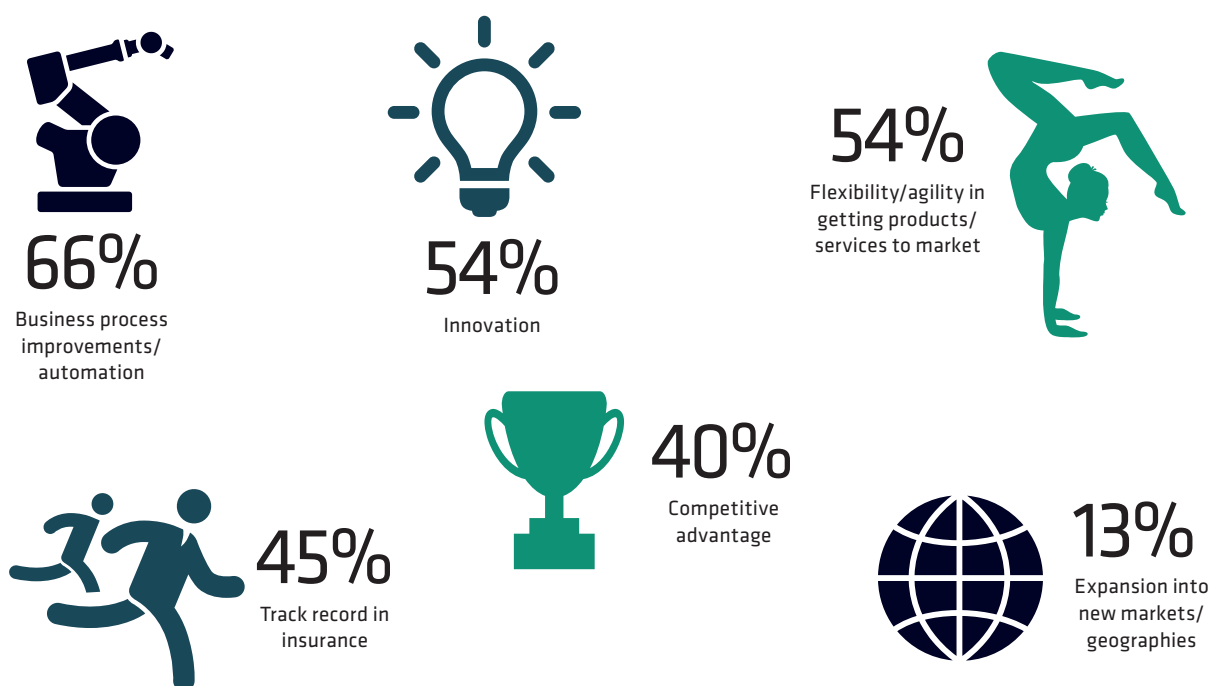 66%
Business process
improvements/
automation
54%
Innovation
54%
Flexibility/agility in
getting products/
services to market
45%
Track record in
insurance
40%
Competitive
advantage
13%
Expansion into
new markets/
geographies